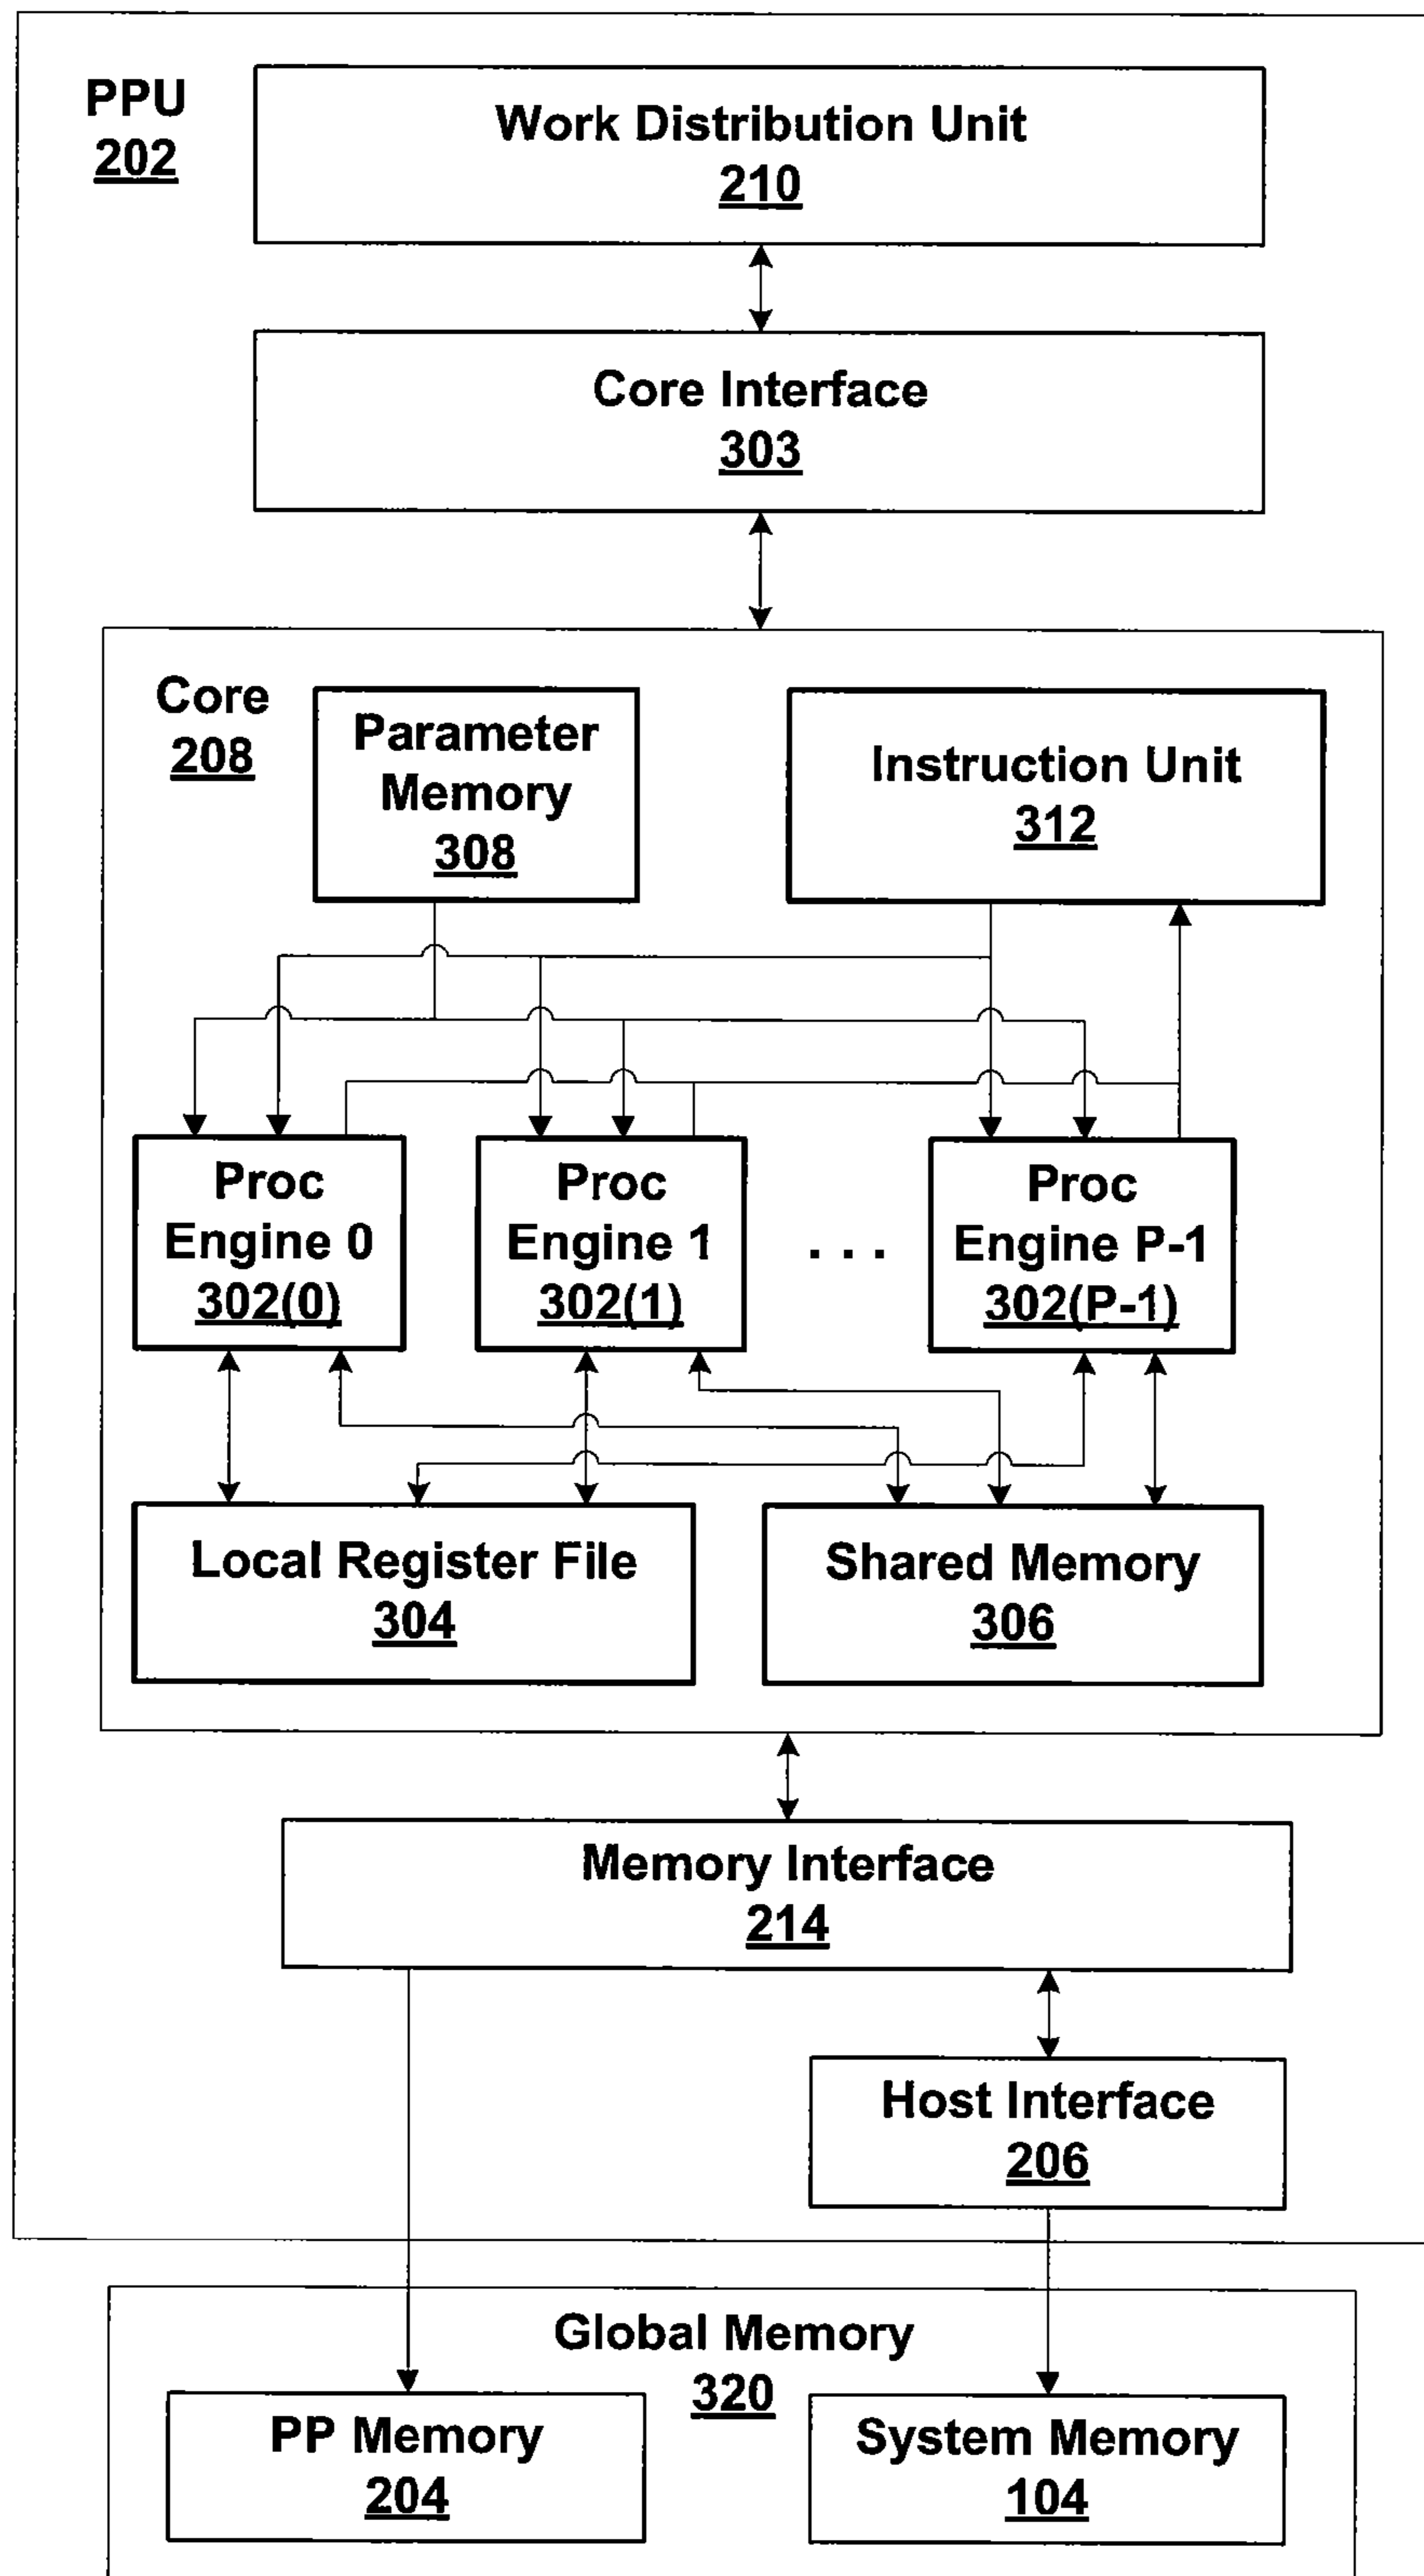 PPU
202
Work Distribution Unit
210
Core Interface
303
Core
208
Parameter
Memory
308
Instruction Unit
312
Proc
Engine 0
302(0)
Proc
Engine 1
302(1)
. . .
Proc
Engine P-1
302(P-1)
Local Register File
304
Shared Memory
306
Memory Interface
214
Host Interface
206
Global Memory
320
PP Memory
204
System Memory
104